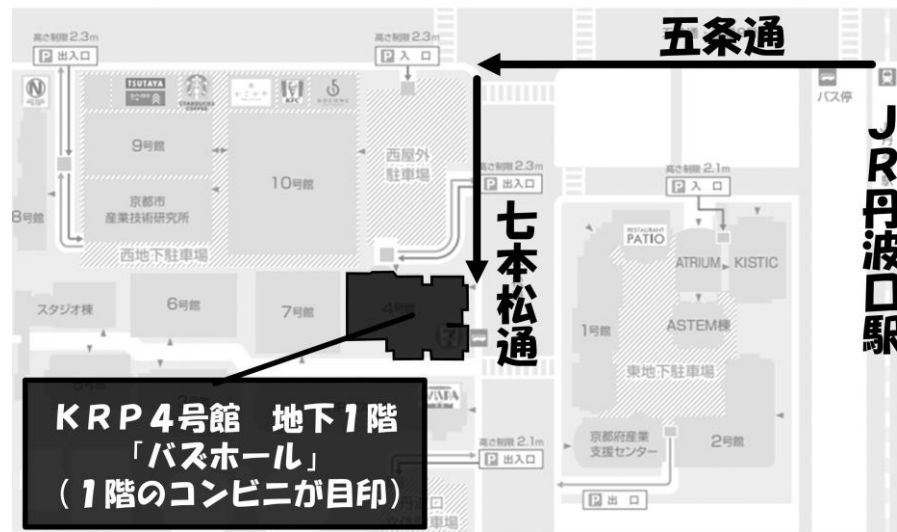 高さ制限 2.3m
P 出入口
高さ制限 2.3m
P 入口
五条通
バス停
JR丹波口駅
TSUTAYA
STARBUCKS COFFEE
KFC
9号館
10号館
西屋外
駐車場
京都市
産業技術研究所
8号館
西地下駐車場
高さ制限 2.3m
P 出入口
七本松通
高さ制限 2.1m
P 入口
RESTAURANT
PATIO
ATRIUM
KISTIC
スタジオ棟
6号館
7号館
4号館
1号館
ASTEM棟
東地下駐車場
京都府産業
支援センター
2号館
高さ制限 2.1m
P 出入口
P 出口
KRP4号館 地下1階
「バズホール」
(1階のコンビニが目印)